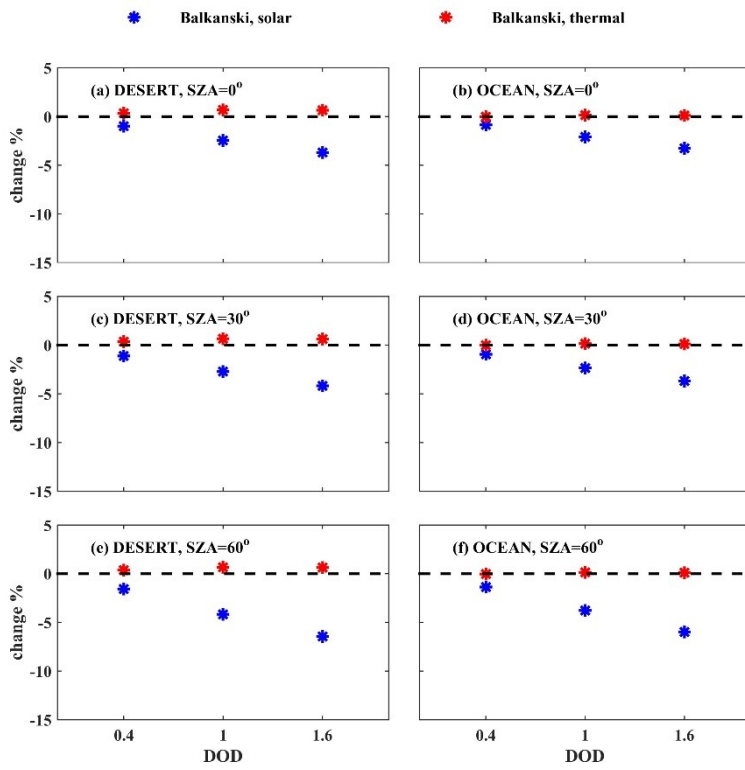 Balkanski, solar
Balkanski, thermal
(a) DESERT, SZA=0°
(b) OCEAN, SZA=0°
change %
5
0
-5
-10
-15
(c) DESERT, SZA=30°
(d) OCEAN, SZA=30°
change %
5
0
-5
-10
-15
(e) DESERT, SZA=60°
(f) OCEAN, SZA=60°
change %
5
0
-5
-10
-15
0.4 1 1.6
0.4 1 1.6
DOD
DOD